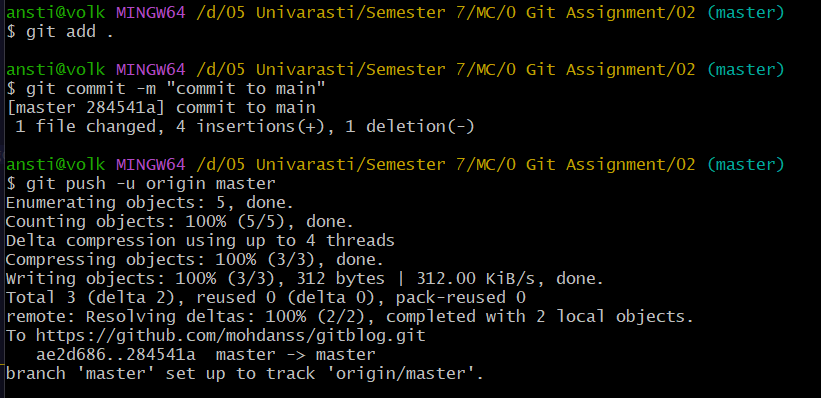 ansti@volk MINGW64 /d/05 Univarasti/Semester 7/MC/0 Git Assignment/02 (master)
$ git add .
ansti@volk MINGW64 /d/05 Univarasti/Semester 7/MC/0 Git Assignment/02 (master)
$ git commit -m "commit to main"
[master 284541a] commit to main
 1 file changed, 4 insertions(+), 1 deletion(-)
ansti@volk MINGW64 /d/05 Univarasti/Semester 7/MC/0 Git Assignment/02 (master)
$ git push -u origin master
Enumerating objects: 5, done.
Counting objects: 100% (5/5), done.
Delta compression using up to 4 threads
Compressing objects: 100% (3/3), done.
Writing objects: 100% (3/3), 312 bytes | 312.00 KiB/s, done.
Total 3 (delta 2), reused 0 (delta 0), pack-reused 0
remote: Resolving deltas: 100% (2/2), completed with 2 local objects.
To https://github.com/mohdanss/gitblog.git
   ae2d686..284541a  master -> master
branch 'master' set up to track 'origin/master'.